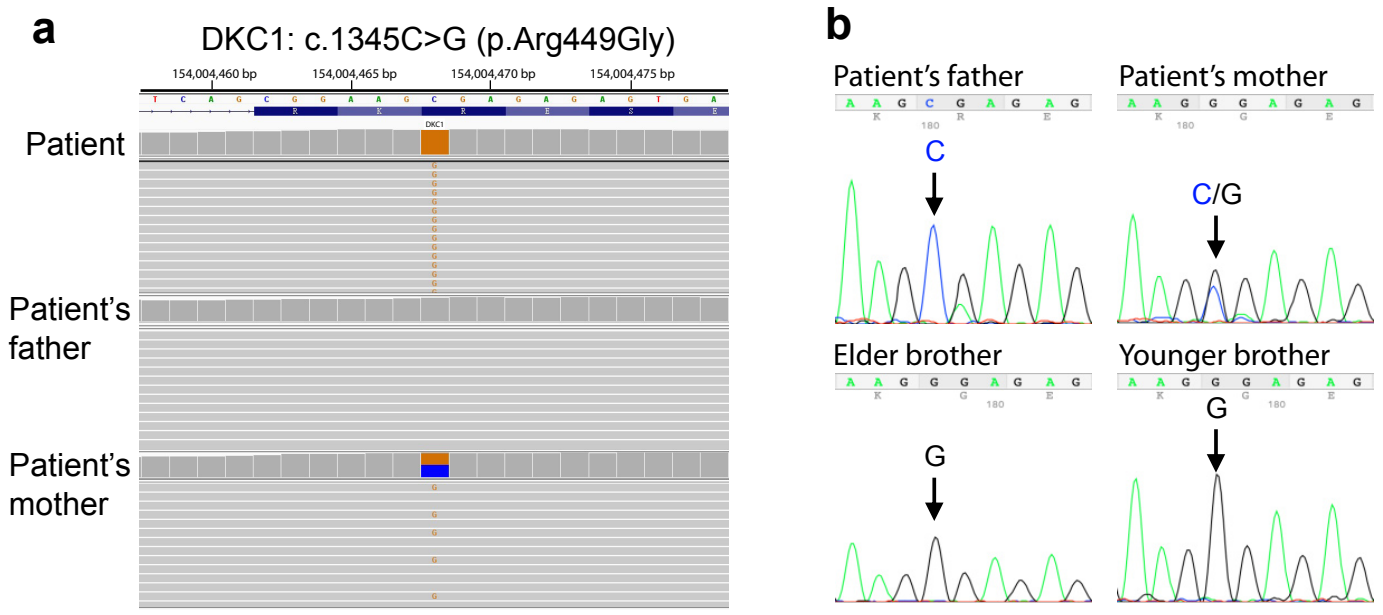 a
DKC1: c.1345C>G (p.Arg449Gly)
154,004,460 bp 154,004,465 bp 154,004,470 bp 154,004,475 bp
T C A G C G G A A G C G A G A G A G T G A
R K R E S E
DKC1
Patient
G
G
G
G
G
G
G
G
G
G
G
G
G
G
Patient's
father
Patient's
mother
G
G
G
G
G
b
Patient's father
A A G C G A G A G
K R E
180
C
Patient's mother
A A G G G A G A G
K G E
180
C/G
Elder brother
A A G G G A G A G
K G E
180
G
Younger brother
A A G G G A G A G
K G E
180
G